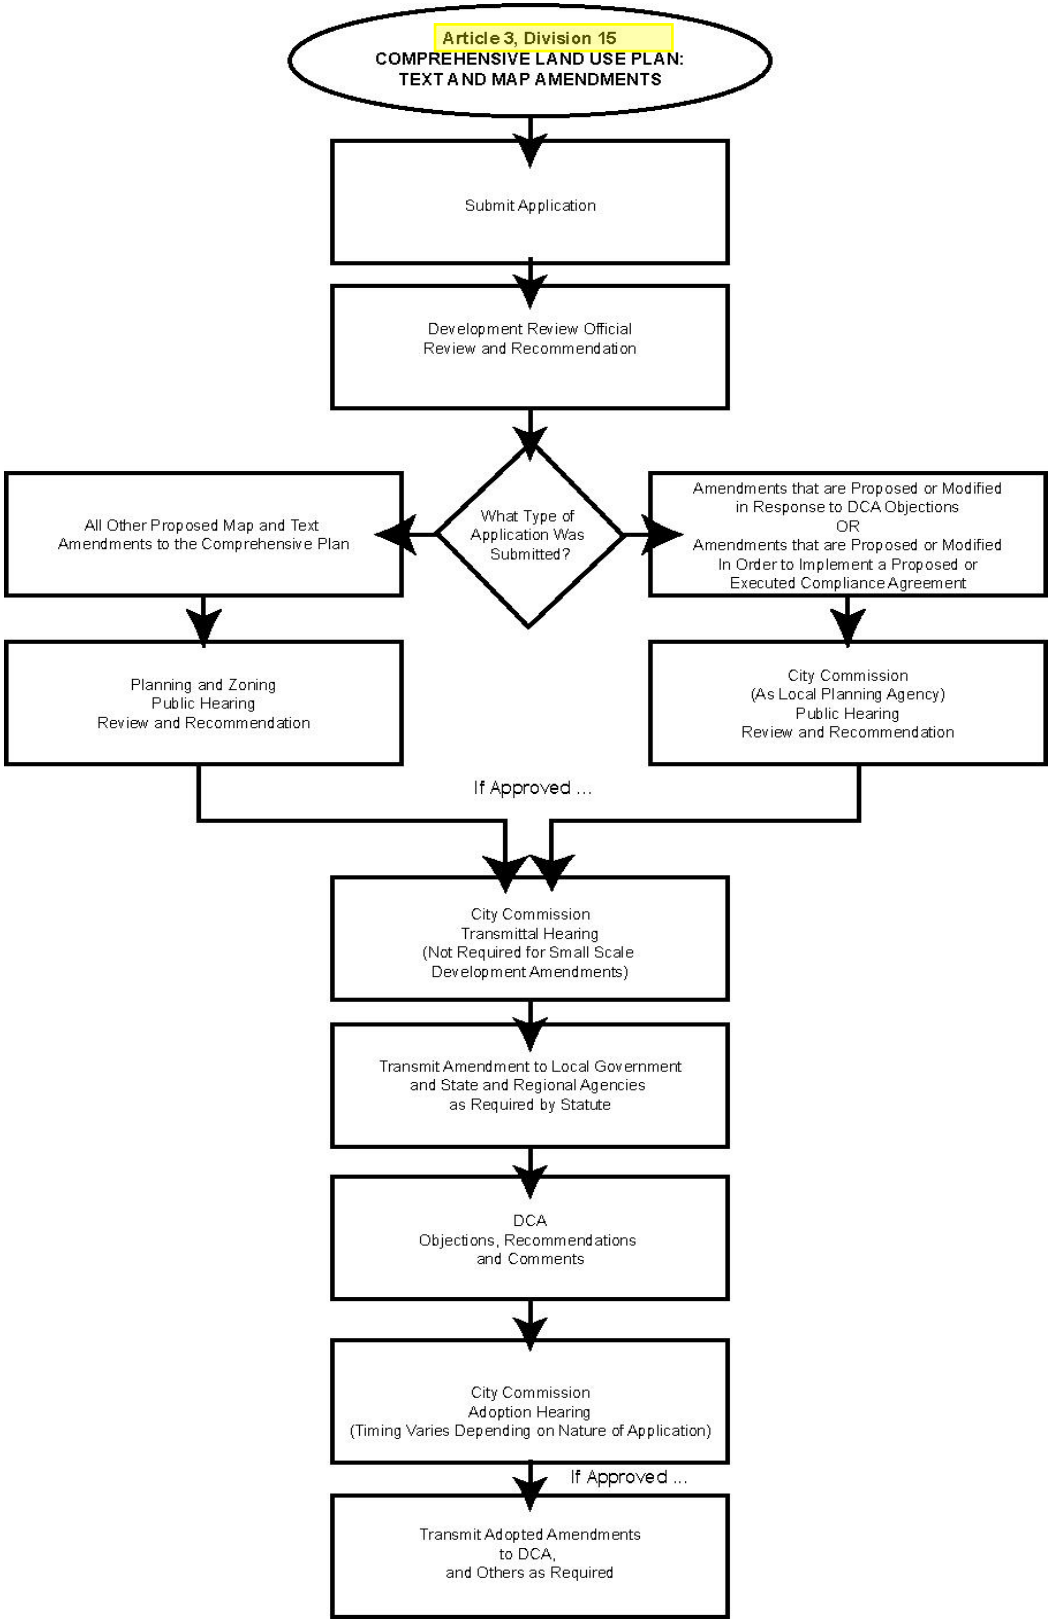 Article 3, Division 15
COMPREHENSIVE LAND USE PLAN:
TEXT AND MAP AMENDMENTS
Submit Application
Development Review Official
Review and Recommendation
What Type of
Application Was
Submitted?
All Other Proposed Map and Text
Amendments to the Comprehensive Plan
Amendments that are Proposed or Modified
in Response to DCA Objections
OR
Amendments that are Proposed or Modified
In Order to Implement a Proposed or
Executed Compliance Agreement
Planning and Zoning
Public Hearing
Review and Recommendation
City Commission
(As Local Planning Agency)
Public Hearing
Review and Recommendation
If Approved ...
City Commission
Transmittal Hearing
(Not Required for Small Scale
Development Amendments)
Transmit Amendment to Local Government
and State and Regional Agencies
as Required by Statute
DCA
Objections, Recommendations
and Comments
City Commission
Adoption Hearing
(Timing Varies Depending on Nature of Application)
If Approved ...
Transmit Adopted Amendments
to DCA,
and Others as Required